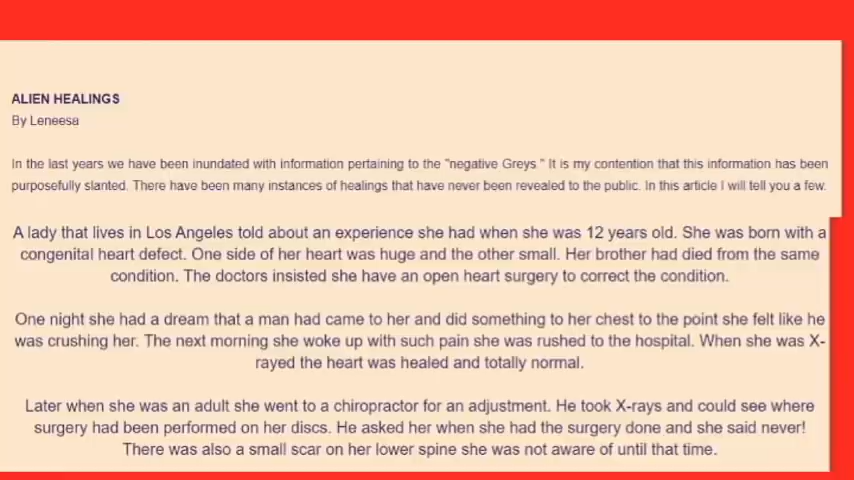 ALIEN HEALINGS
By Leneesa
In the last years we have been inundated with information pertaining to the "negative Greys." It is my contention that this information has been
purposefully slanted. There have been many instances of healings that have never been revealed to the public. In this article I will tell you a few.
A lady that lives in Los Angeles told about an experience she had when she was 12 years old. She was born with a
congenital heart defect. One side of her heart was huge and the other small. Her brother had died from the same
condition. The doctors insisted she have an open heart surgery to correct the condition.
One night she had a dream that a man had came to her and did something to her chest to the point she felt like he
was crushing her. The next morning she woke up with such pain she was rushed to the hospital. When she was X-
rayed the heart was healed and totally normal.
Later when she was an adult she went to a chiropractor for an adjustment. He took X-rays and could see where
surgery had been performed on her discs. He asked her when she had the surgery done and she said never!
There was also a small scar on her lower spine she was not aware of until that time.